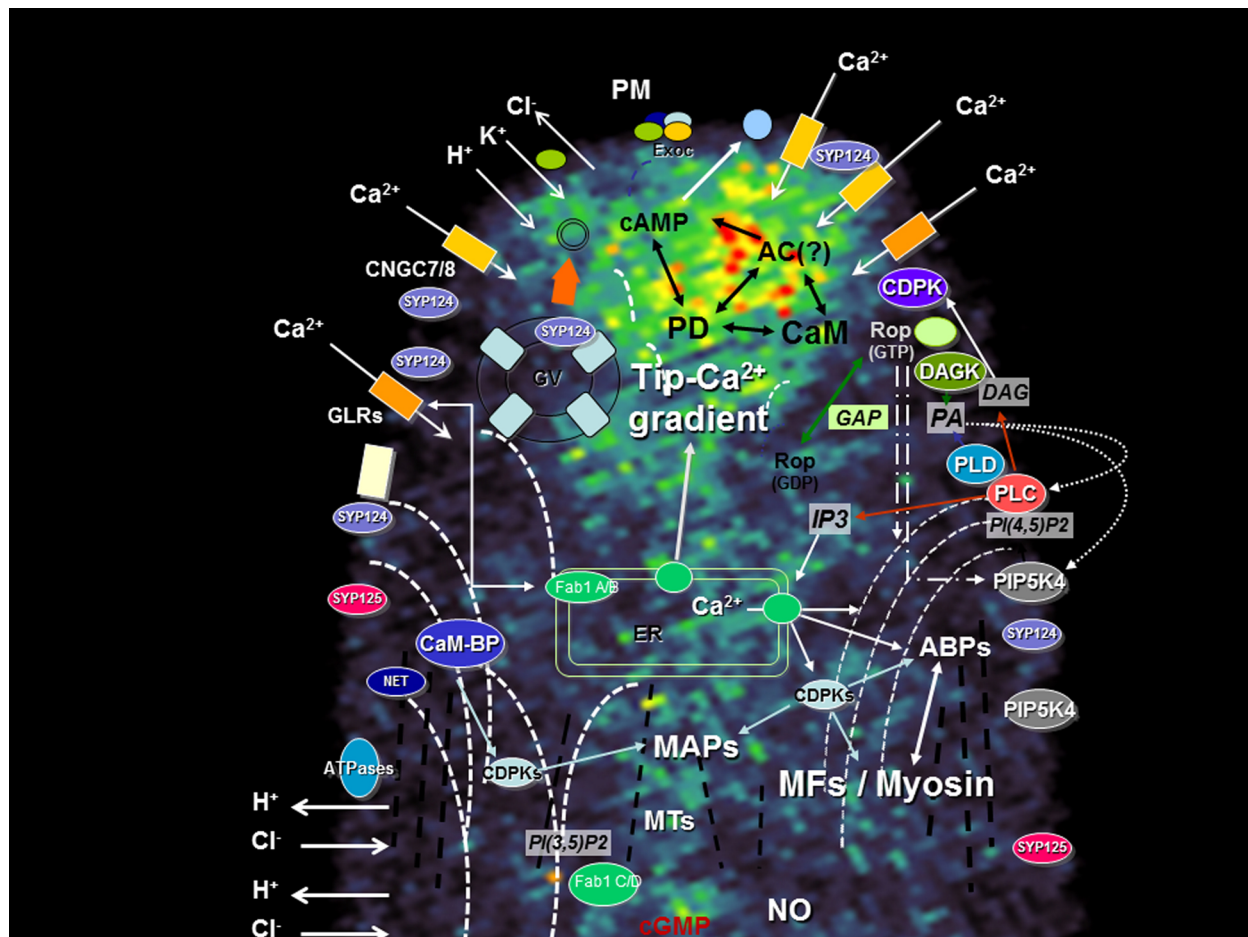 Ca²⁺
PM
Cl⁻
Ca²⁺
K⁺
Exoc
SYP124
H⁺
Ca²⁺
Ca²⁺
cAMP
AC(?)
CNGC7/8
SYP124
CDPK
Ca²⁺
SYP124
PD
CaM
Rop
(GTP)
SYP124
GV
Tip-Ca²⁺
gradient
DAGK
DAG
GLRs
GAP
PA
Rop
(GDP)
PLD
PLC
SYP124
IP3
PI(4,5)P2
Fab1 A/B
PIP5K4
SYP125
Ca²⁺
ER
SYP124
CaM-BP
ABPs
NET
CDPKs
PIP5K4
MAPs
ATPases
CDPKs
MFs / Myosin
H⁺
MTs
Cl⁻
PI(3,5)P2
SYP125
H⁺
Fab1 C/D
NO
Cl⁻
cGMP